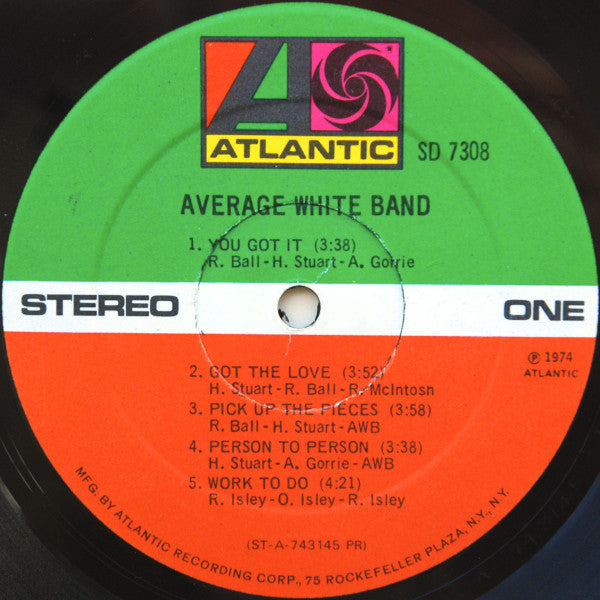 ATLANTIC
SD 7308
AVERAGE WHITE BAND
1. YOU GOT IT (3:38)
R. Ball - H. Stuart - A. Gorrie
STEREO
ONE
℗ 1974
ATLANTIC
2. GOT THE LOVE (3:52)
H. Stuart - R. Ball - R. McIntosh
3. PICK UP THE PIECES (3:58)
R. Ball - H. Stuart - AWB
4. PERSON TO PERSON (3:38)
H. Stuart - A. Gorrie - AWB
5. WORK TO DO (4:21)
R. Isley - O. Isley - R. Isley
(ST-A-743145 PR)
MFG. BY ATLANTIC RECORDING CORP., 75 ROCKEFELLER PLAZA, N.Y., N.Y.